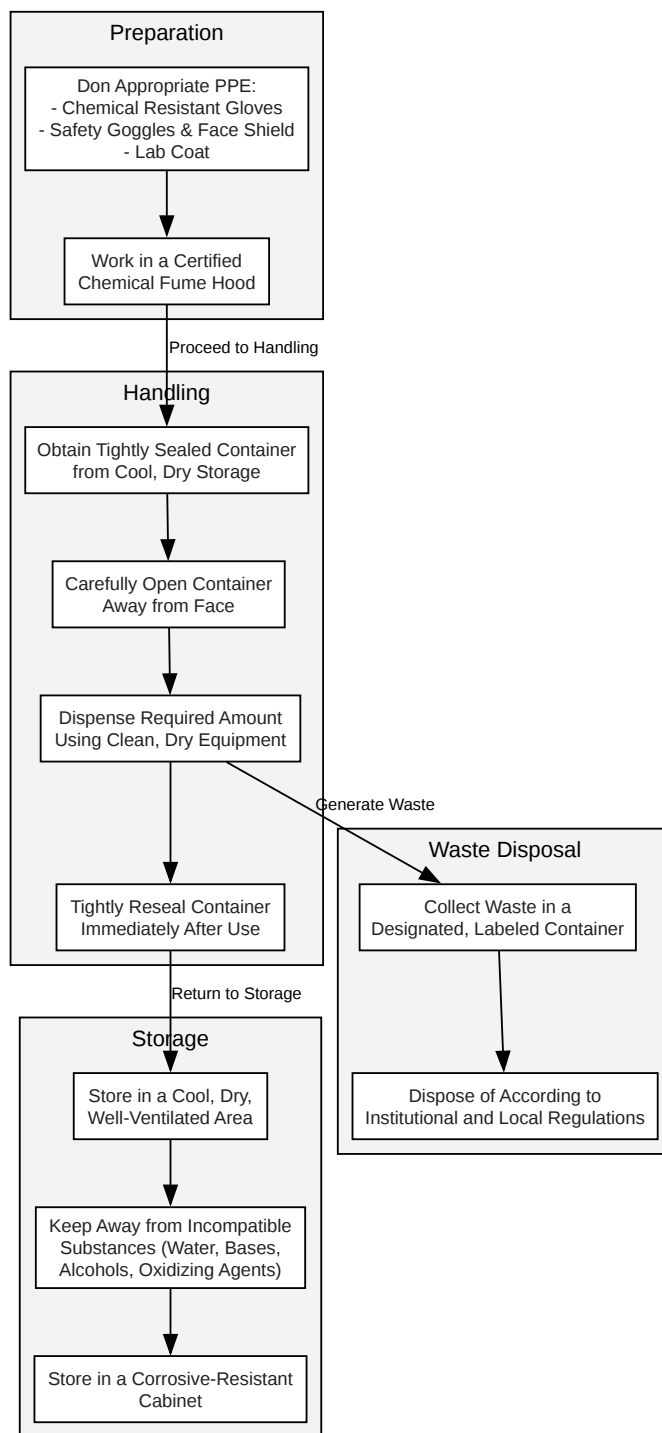 Preparation
Don Appropriate PPE:
- Chemical Resistant Gloves
- Safety Goggles & Face Shield
- Lab Coat
Work in a Certified
Chemical Fume Hood
Proceed to Handling
Handling
Obtain Tightly Sealed Container
from Cool, Dry Storage
Carefully Open Container
Away from Face
Dispense Required Amount
Using Clean, Dry Equipment
Generate Waste
Waste Disposal
Tightly Reseal Container
Immediately After Use
Collect Waste in a
Designated, Labeled Container
Return to Storage
Storage
Store in a Cool, Dry,
Well-Ventilated Area
Dispose of According to
Institutional and Local Regulations
Keep Away from Incompatible
Substances (Water, Bases,
Alcohols, Oxidizing Agents)
Store in a Corrosive-Resistant
Cabinet